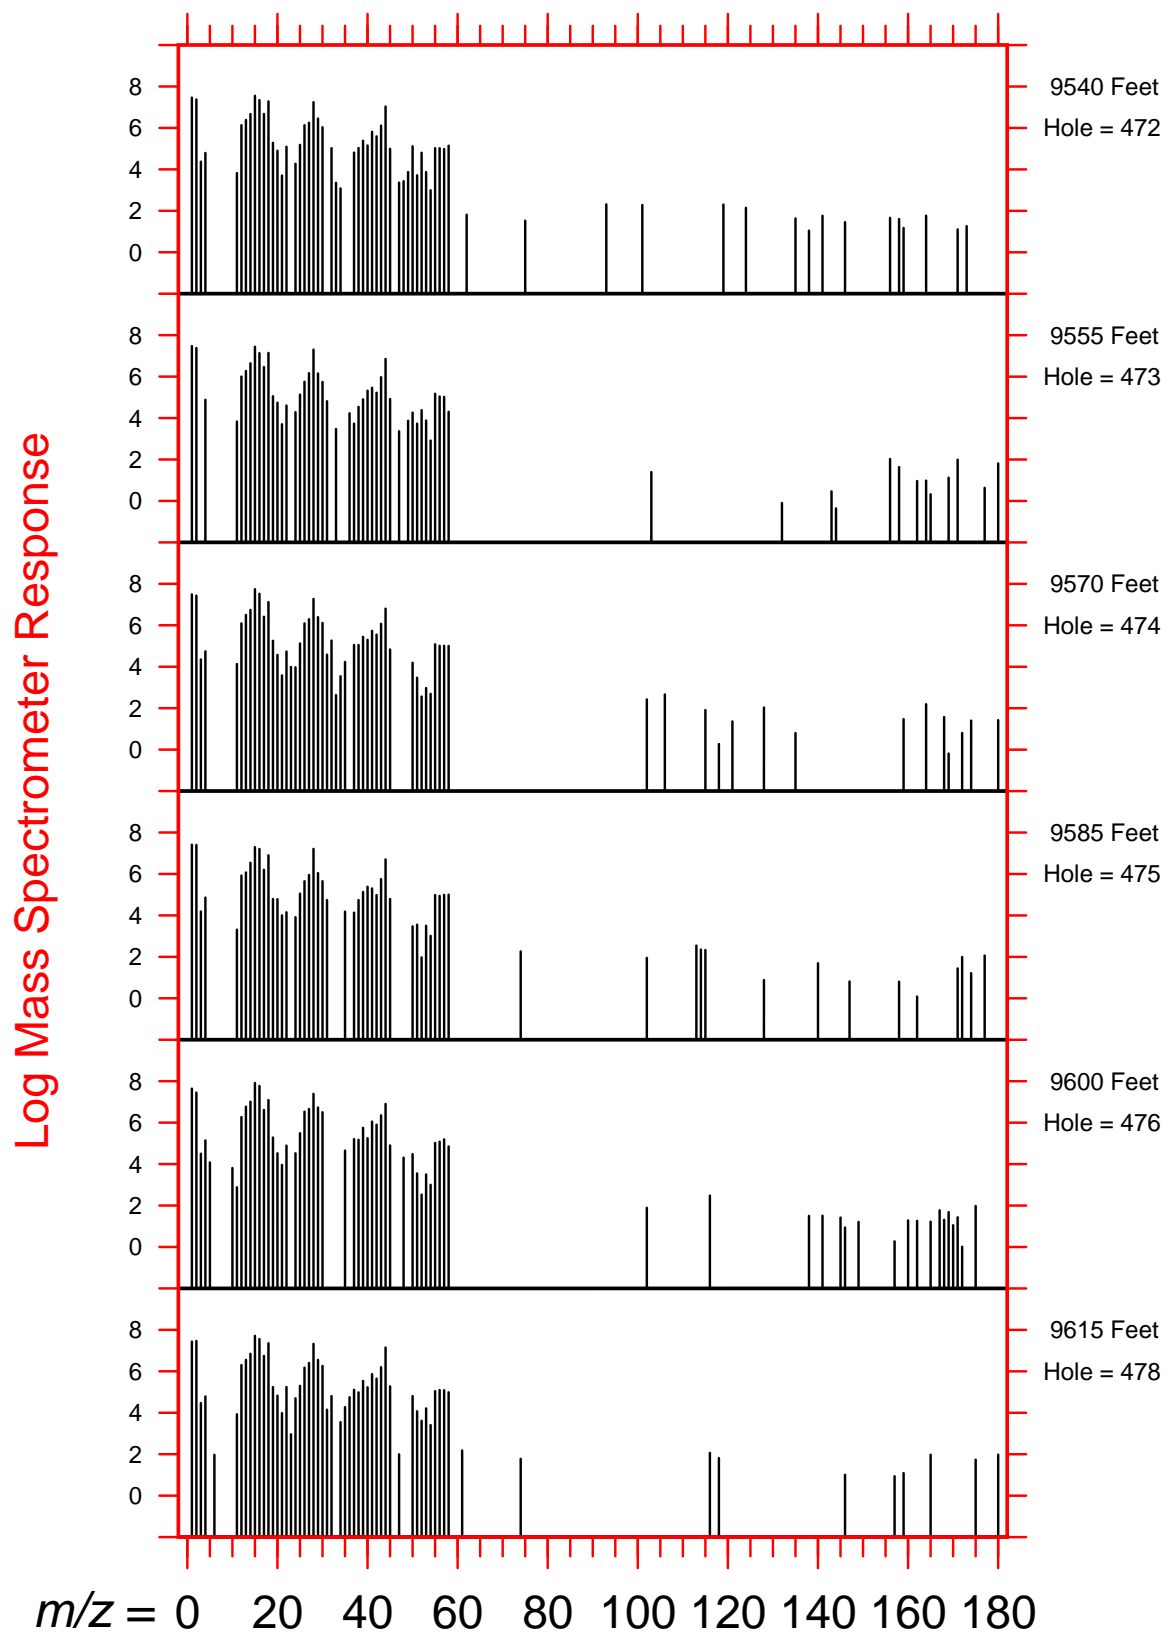 8
6
4
2
0
9540 Feet
Hole = 472
8
6
4
2
0
9555 Feet
Hole = 473
8
6
4
2
0
9570 Feet
Hole = 474
8
6
4
2
0
9585 Feet
Hole = 475
8
6
4
2
0
9600 Feet
Hole = 476
8
6
4
2
0
9615 Feet
Hole = 478
Log Mass Spectrometer Response
m/z = 0 20 40 60 80 100 120 140 160 180